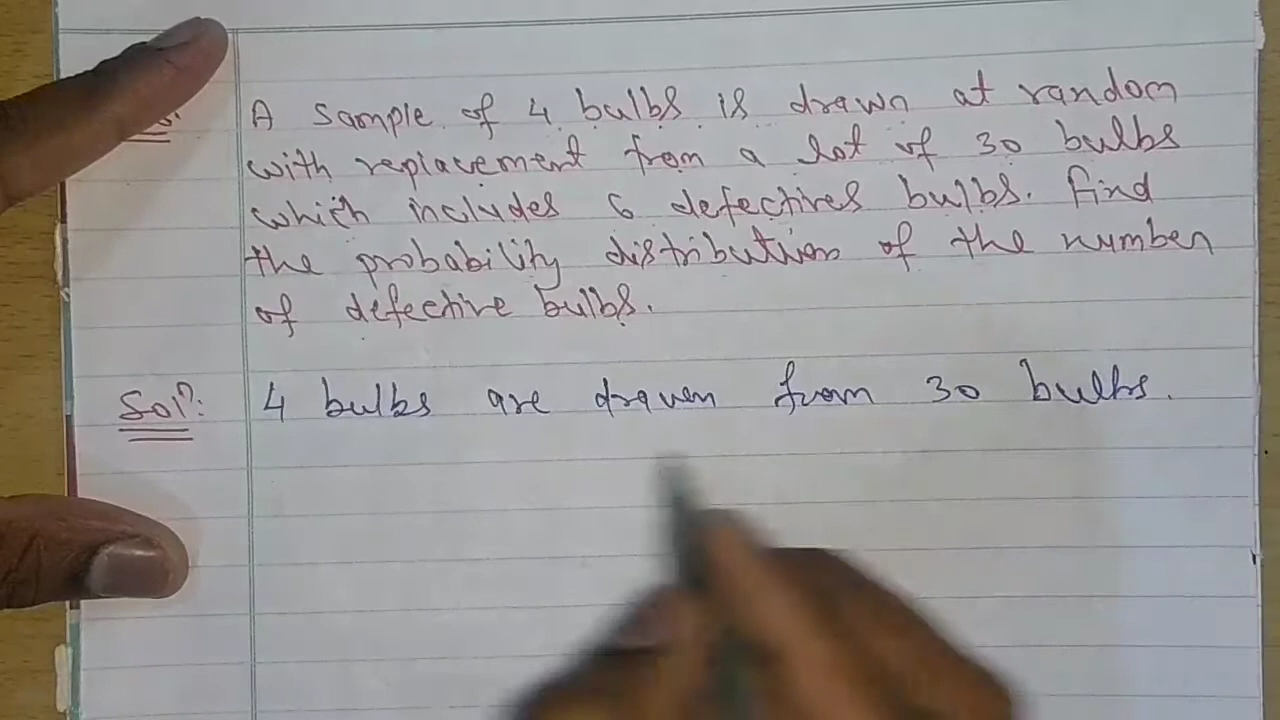 A sample of 4 bulbs is drawn at random
with replacement from a lot of 30 bulbs
which includes 6 defectives bulbs. Find
the probability distribution of the number
of defective bulbs.
Solⁿ: 4 bulbs are drawn from 30 bulbs.